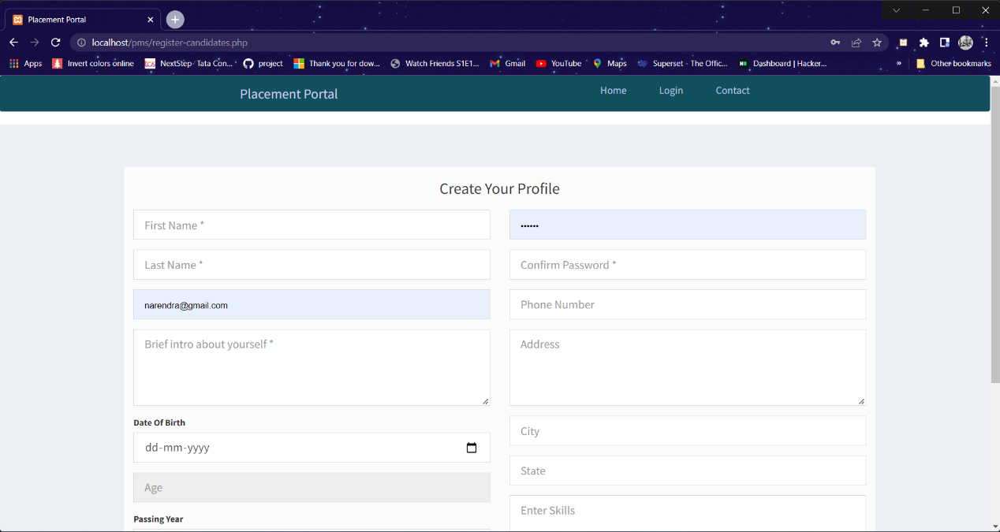 Placement Portal
localhost/pms/register-candidates.php
Apps Invert colors online NextStep - Tata Con... project Thank you for dow... Watch Friends S1E1... Gmail YouTube Maps Superset - The Offic... Dashboard | Hacker... » Other bookmarks
Placement Portal Home Login Contact
Create Your Profile
First Name * ••••••
Last Name * Confirm Password *
narendra@gmail.com Phone Number
Brief intro about yourself * Address
Date Of Birth
City
dd-mm-yyyy
State
Age
Enter Skills
Passing Year